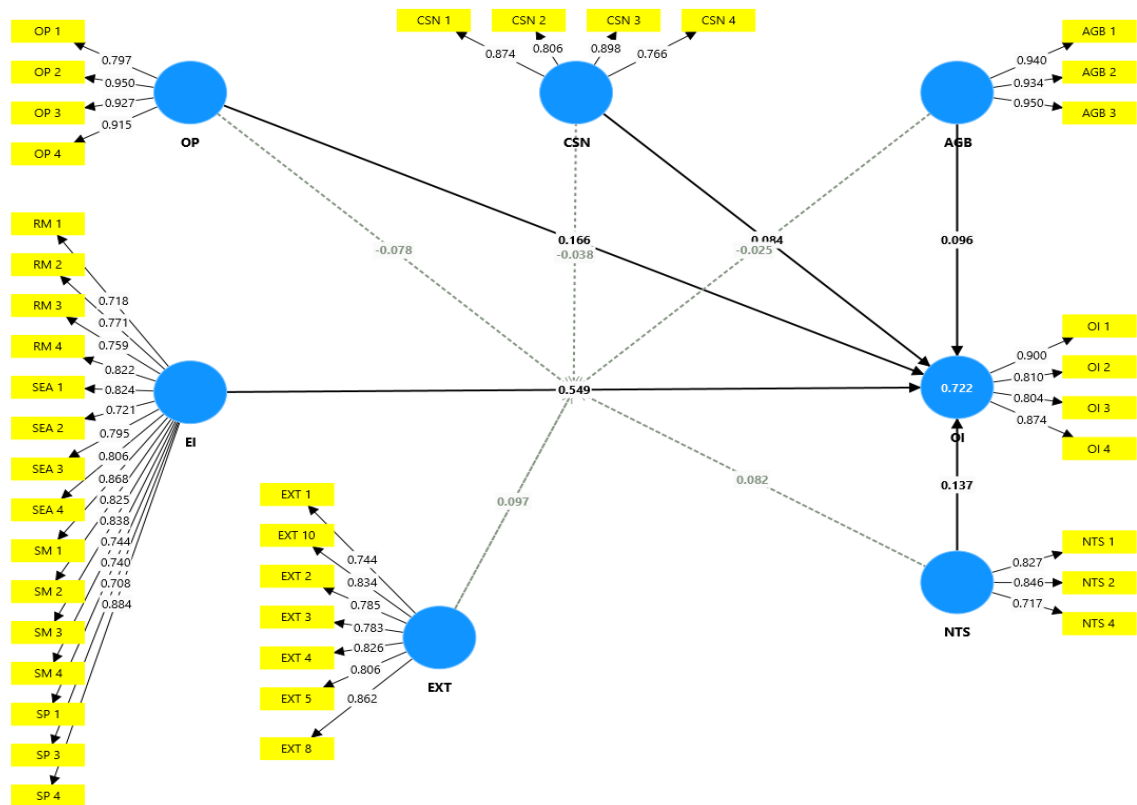 OP 1
OP 2
OP 3
OP 4
0.797
0.950
0.927
0.915
OP
CSN 1
CSN 2
CSN 3
CSN 4
0.874
0.806
0.898
0.766
CSN
AGB 1
AGB 2
AGB 3
0.940
0.934
0.950
AGB
-0.078
0.166
-0.038
0.084
-0.025
0.096
RM 1
RM 2
RM 3
RM 4
SEA 1
SEA 2
SEA 3
SEA 4
SM 1
SM 2
SM 3
SM 4
SP 1
SP 3
SP 4
0.718
0.771
0.759
0.822
0.824
0.721
0.795
0.806
0.868
0.825
0.838
0.744
0.740
0.708
0.884
EI
0.549
0.722
OI
OI 1
OI 2
OI 3
OI 4
0.900
0.810
0.804
0.874
0.097
0.082
0.137
EXT 1
EXT 10
EXT 2
EXT 3
EXT 4
EXT 5
EXT 8
0.744
0.834
0.785
0.783
0.826
0.806
0.862
EXT
NTS 1
NTS 2
NTS 4
0.827
0.846
0.717
NTS